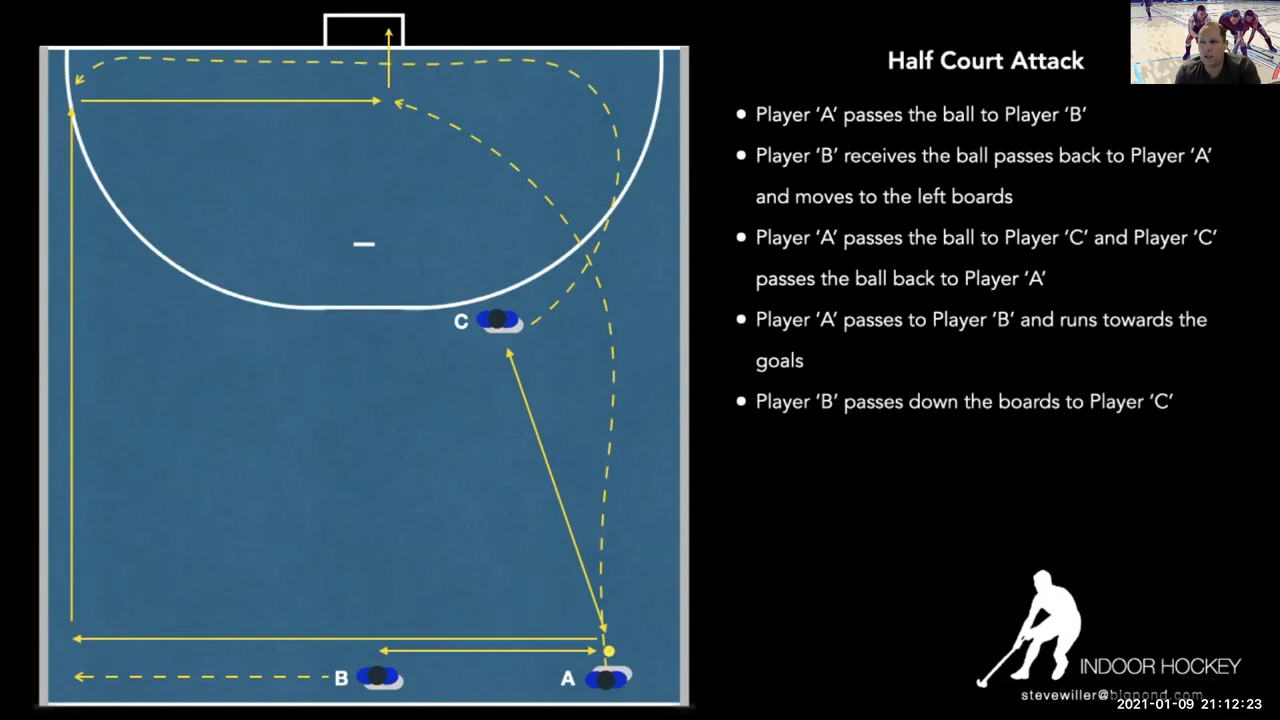 Half Court Attack
Player ‘A’ passes the ball to Player ‘B’
Player ‘B’ receives the ball passes back to Player ‘A’
and moves to the left boards
Player ‘A’ passes the ball to Player ‘C’ and Player ‘C’
passes the ball back to Player ‘A’
Player ‘A’ passes to Player ‘B’ and runs towards the
goals
Player ‘B’ passes down the boards to Player ‘C’
C
B
A
INDOOR HOCKEY
stevewiller@bigpond.com
2021-01-09 21:12:23